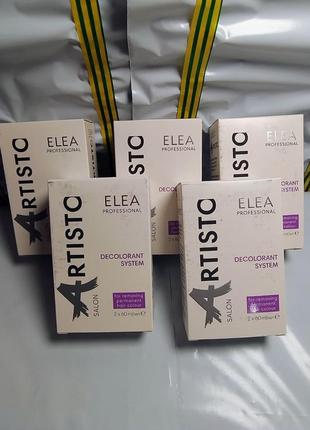 ARTISTO
ELEA
PROFESSIONAL
ARTISTO
ELEA
PROFESSIONAL
DECOLORANT
ARTISTO
ELEA
PROFESSIONAL
DECOLORANT
SYSTEM
ARTISTO
SALON
ELEA
PROFESSIONAL
DECOLORANT
SYSTEM
for removing
permanent
hair colour
2 x 60 ml
ARTISTO
SALON
ELEA
PROFESSIONAL
DECOLORANT
SYSTEM
for removing
permanent
hair colour
2 x 60 ml